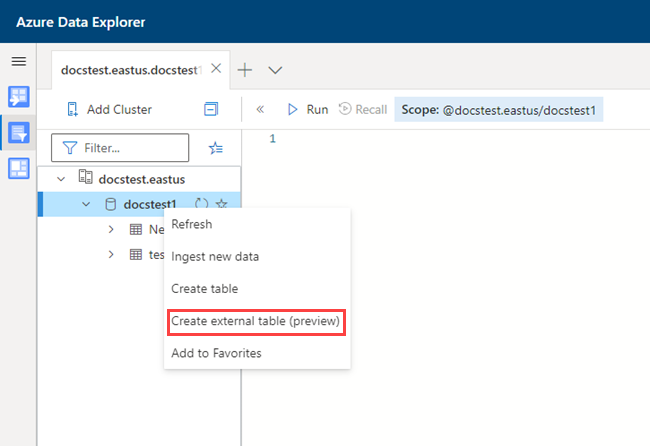 Azure Data Explorer
docstest.eastus.docstest1
Add Cluster
Run
Recall
Scope: @docstest.eastus/docstest1
Filter...
1
docstest.eastus
docstest1
Ne
tes
Refresh
Ingest new data
Create table
Create external table (preview)
Add to Favorites